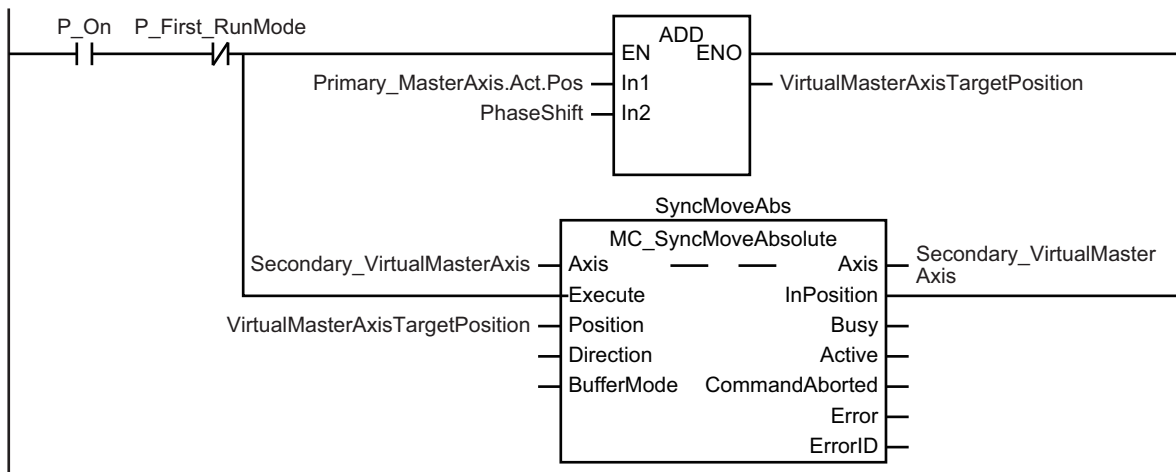 P_On P_First_RunMode
ADD
EN ENO
Primary_MasterAxis.Act.Pos In1 VirtualMasterAxisTargetPosition
PhaseShift In2
SyncMoveAbs
MC_SyncMoveAbsolute
Secondary_VirtualMasterAxis Axis Axis Secondary_VirtualMaster
Axis
Execute InPosition
VirtualMasterAxisTargetPosition Position Busy
Direction Active
BufferMode CommandAborted
Error
ErrorID